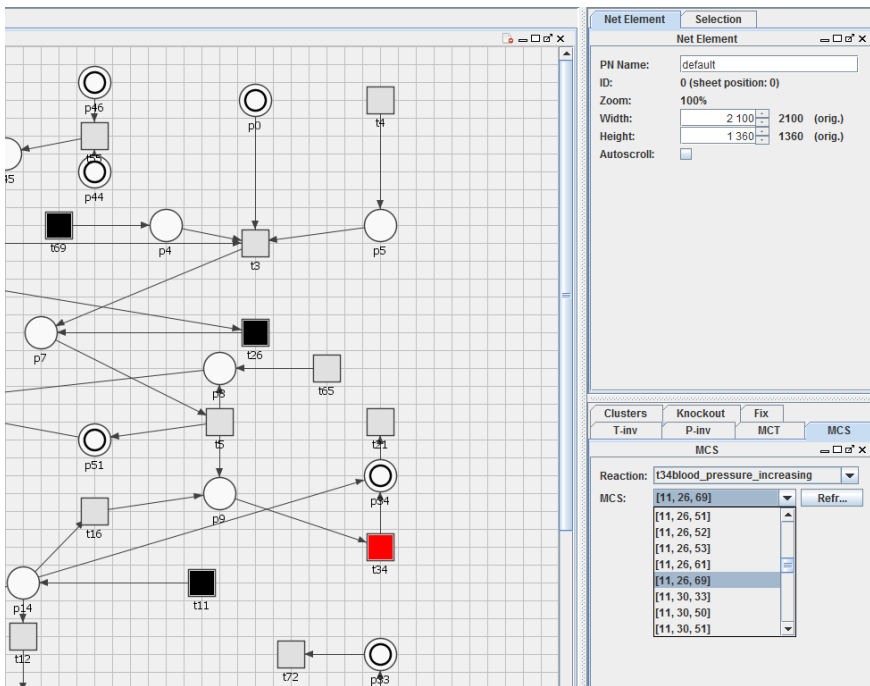 p46
p0
t4
t55
45
p44
t69
p4
t3
p5
p7
t26
p8
t65
t5
t21
p51
p34
p9
t16
t34
p14
t11
t12
t72
p93
Net Element
Selection
Net Element
PN Name: default
ID: 0 (sheet position: 0)
Zoom: 100%
Width: 2 100 2100 (orig.)
Height: 1 360 1360 (orig.)
Autoscroll:
Clusters Knockout Fix
T-inv P-inv MCT MCS
MCS
Reaction: t34blood_pressure_increasing
MCS: [11, 26, 69] Refr...
[11, 26, 51]
[11, 26, 52]
[11, 26, 53]
[11, 26, 61]
[11, 26, 69]
[11, 30, 33]
[11, 30, 50]
[11, 30, 51]